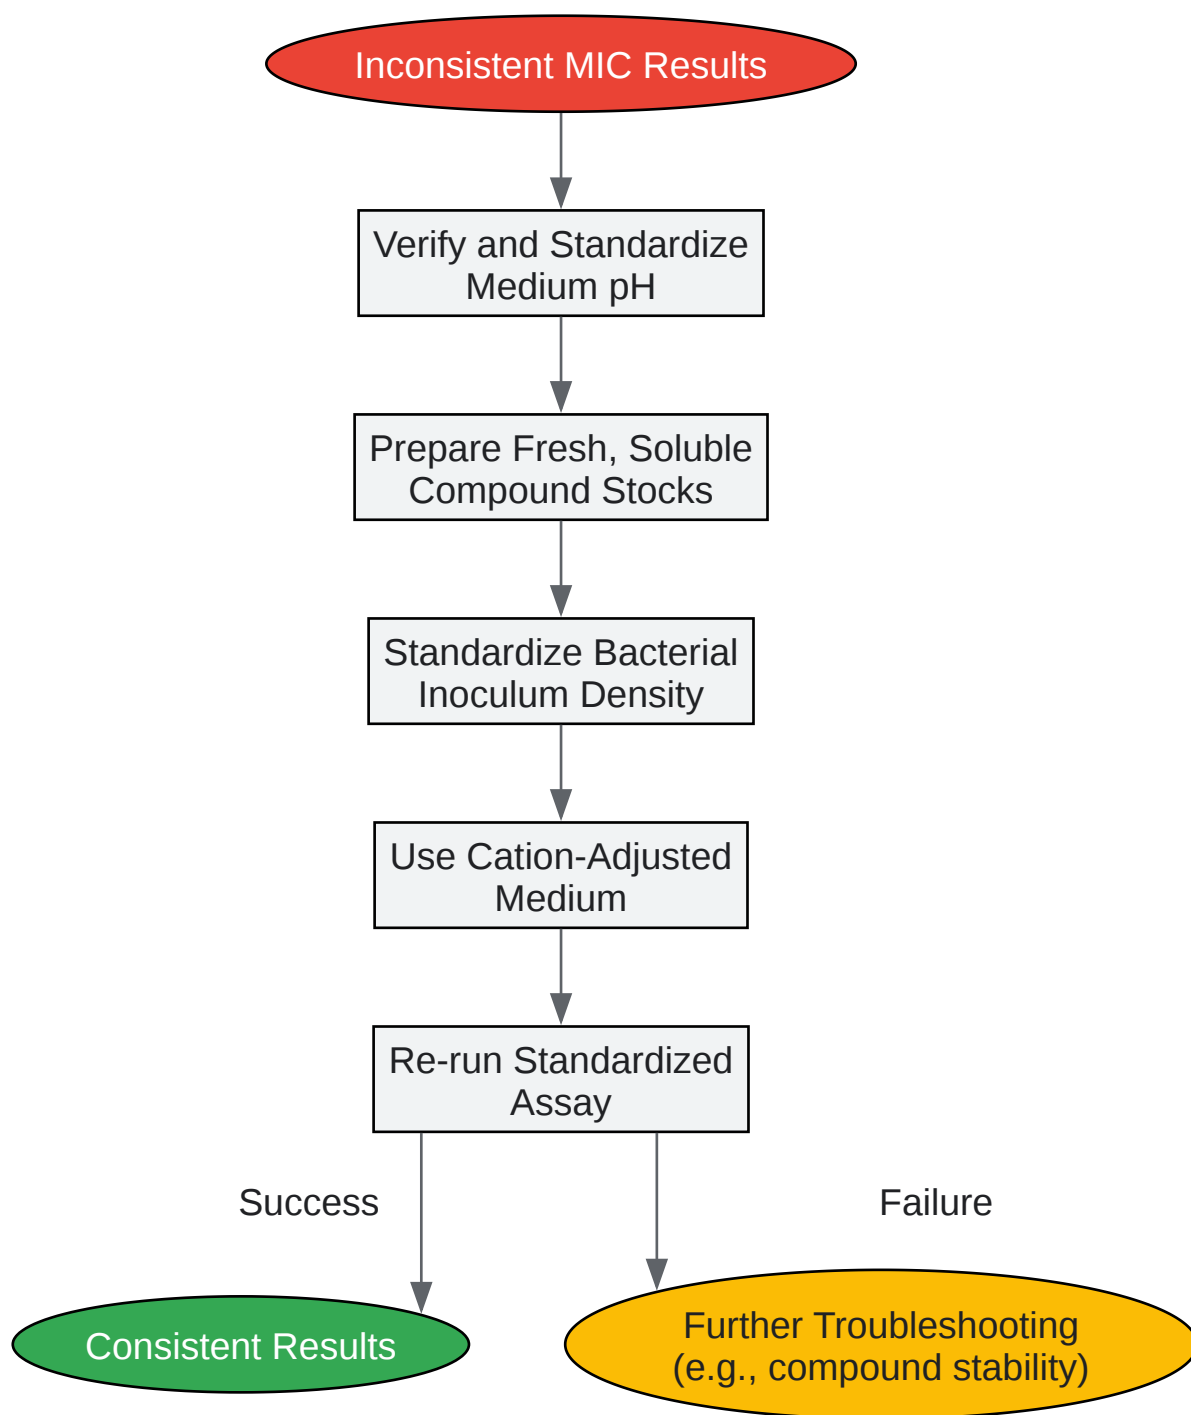 Inconsistent MIC Results
Verify and Standardize
Medium pH
Prepare Fresh, Soluble
Compound Stocks
Standardize Bacterial
Inoculum Density
Use Cation-Adjusted
Medium
Re-run Standardized
Assay
Success
Failure
Consistent Results
Further Troubleshooting
(e.g., compound stability)